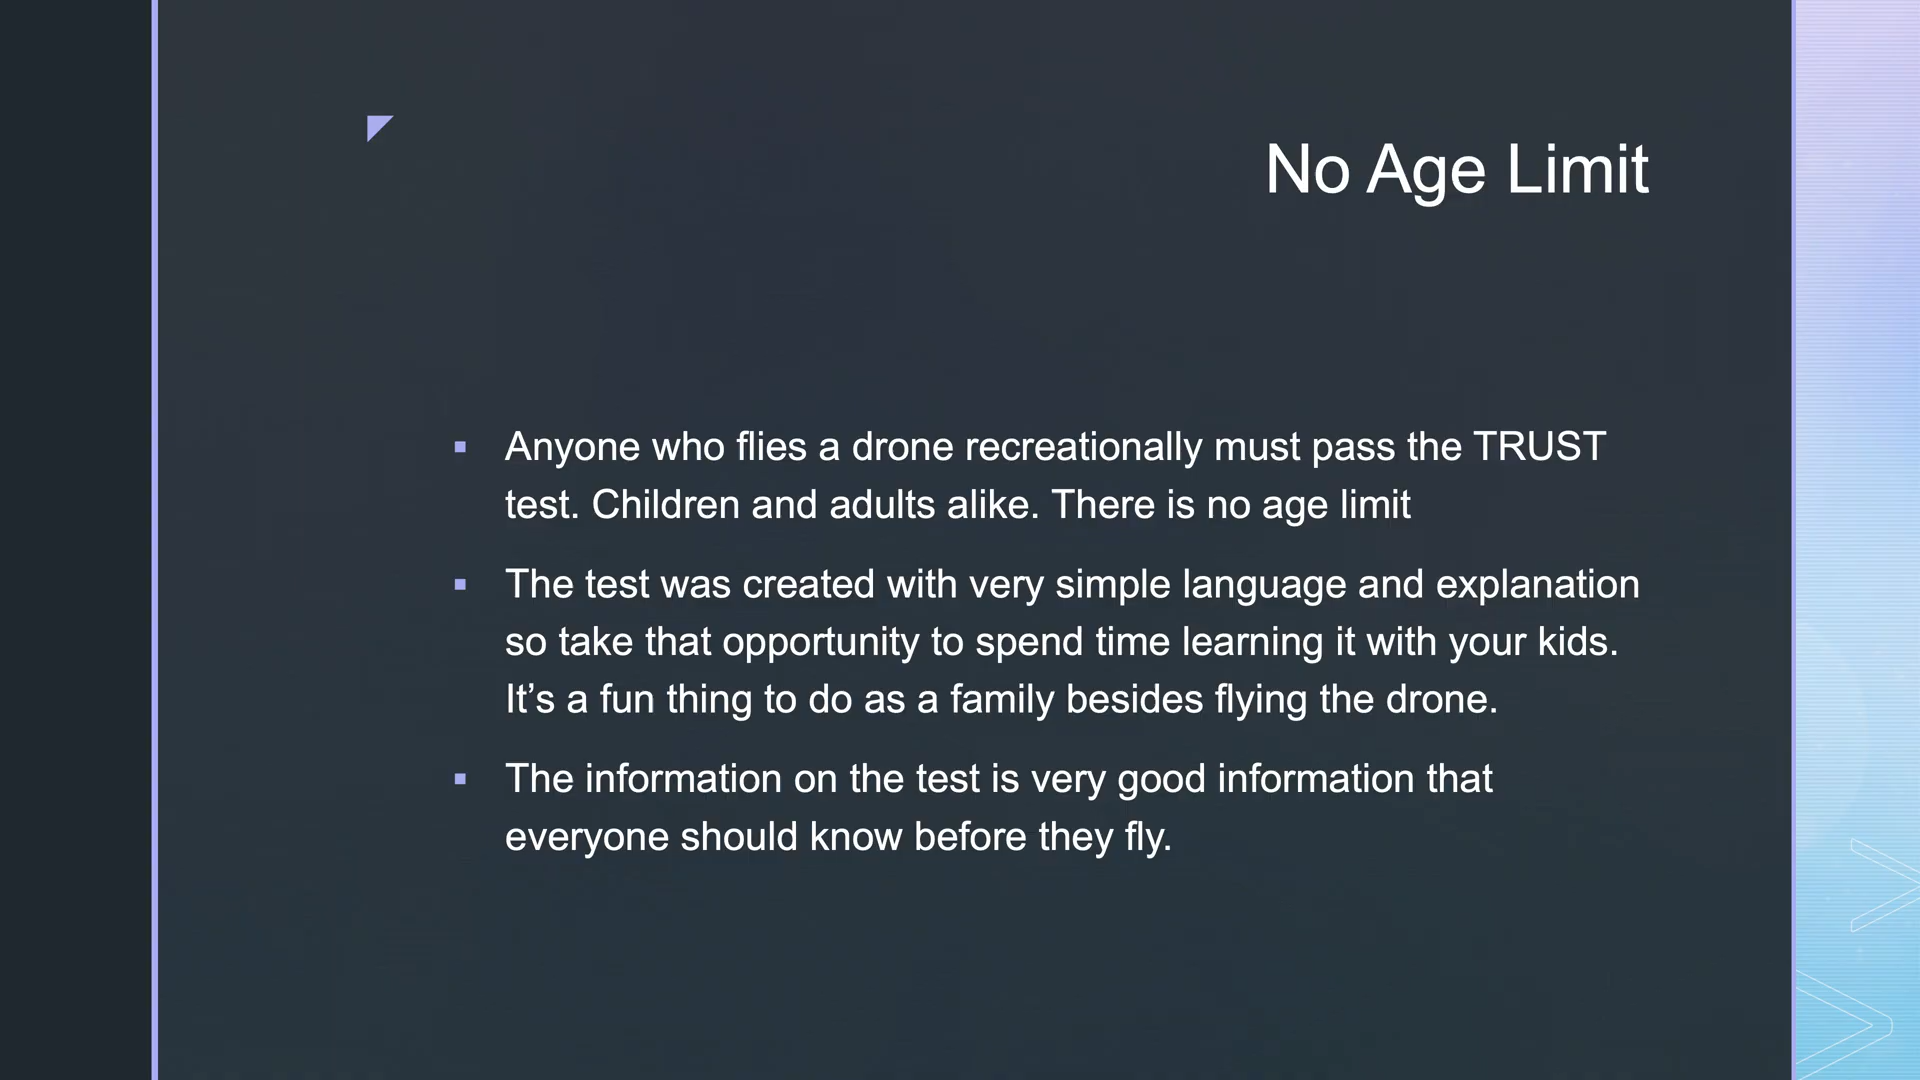 No Age Limit
▪ Anyone who flies a drone recreationally must pass the TRUST
test. Children and adults alike. There is no age limit
▪ The test was created with very simple language and explanation
so take that opportunity to spend time learning it with your kids.
It’s a fun thing to do as a family besides flying the drone.
▪ The information on the test is very good information that
everyone should know before they fly.